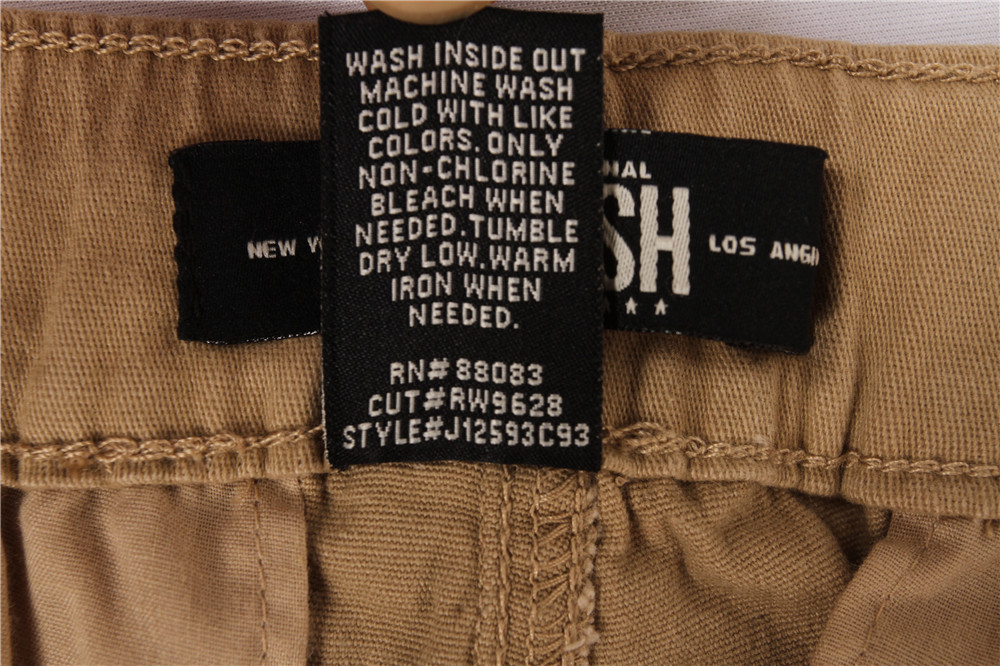 WASH INSIDE OUT
MACHINE WASH
COLD WITH LIKE
COLORS. ONLY
NON-CHLORINE
BLEACH WHEN
NEEDED.TUMBLE
DRY LOW.WARM
IRON WHEN
NEEDED.
RN# 88083
CUT#RW9628
STYLE#J12593C93
NEW
NAL
SH
LOS ANG